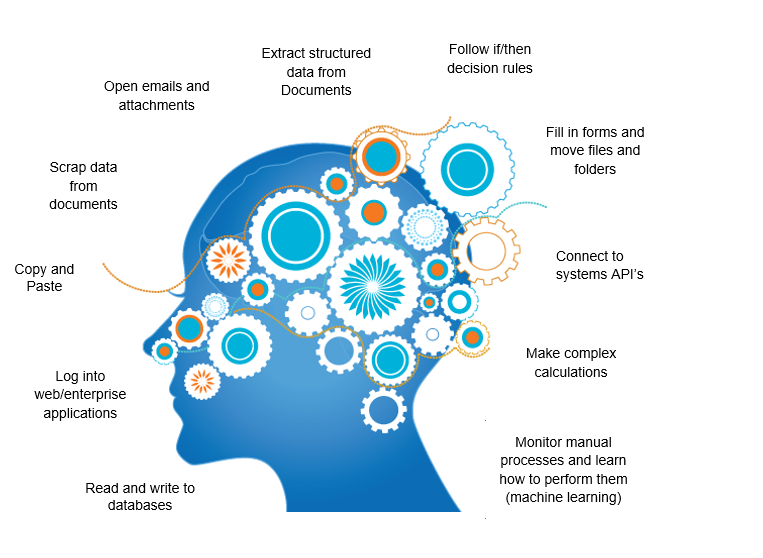 Extract structured
data from
Documents
Follow if/then
decision rules
Open emails and
attachments
Fill in forms and
move files and
folders
Scrap data
from
documents
Connect to
systems API's
Copy and
Paste
Make complex
calculations
Log into
web/enterprise
applications
Monitor manual
processes and learn
how to perform them
(machine learning)
Read and write to
databases